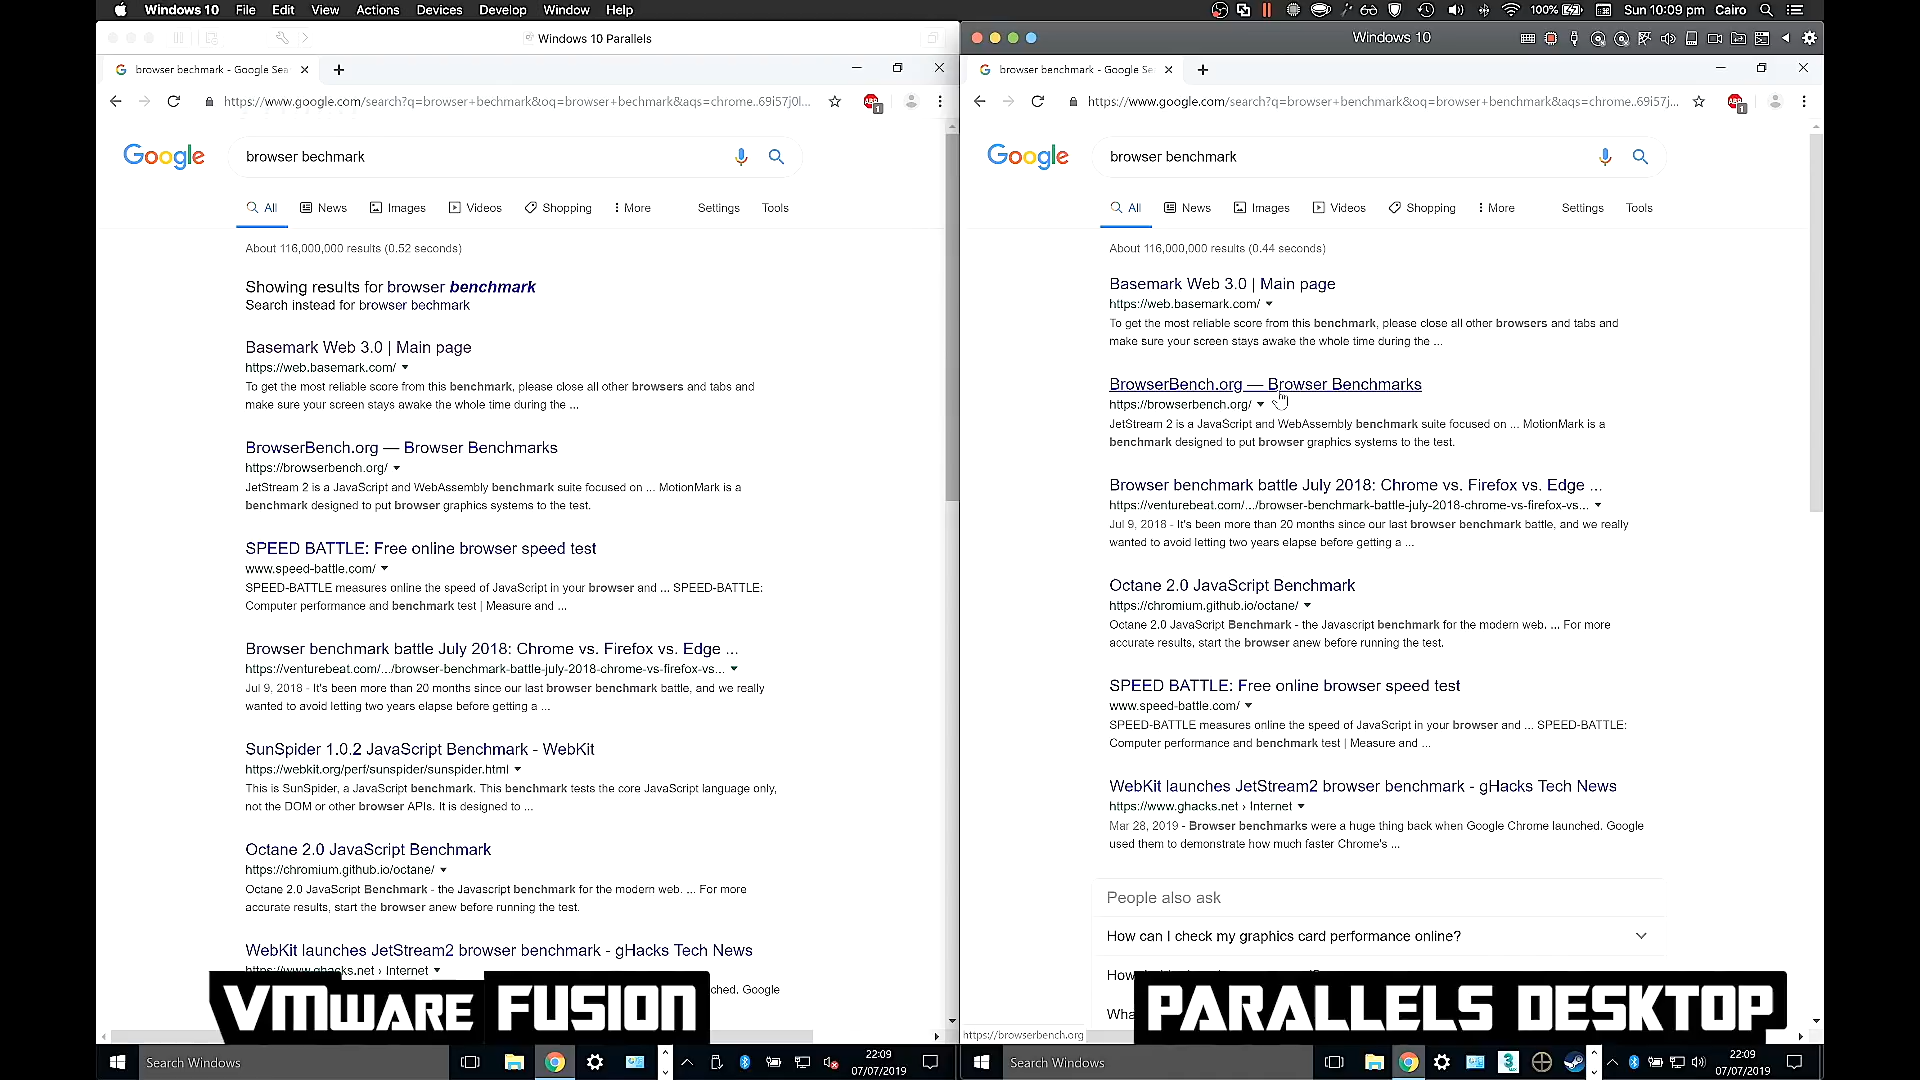 Windows 10 File Edit View Actions Devices Develop Window Help
100% Sun 10:09 pm Cairo
Windows 10 Parallels
browser bechmark - Google Sea
https://www.google.com/search?q=browser+bechmark&oq=browser+bechmark&aqs=chrome..69i57j0l...
Google browser bechmark
All News Images Videos Shopping More Settings Tools
About 116,000,000 results (0.52 seconds)
Showing results for browser benchmark
Search instead for browser bechmark
Basemark Web 3.0 | Main page
https://web.basemark.com/
To get the most reliable score from this benchmark, please close all other browsers and tabs and
make sure your screen stays awake the whole time during the ...
BrowserBench.org — Browser Benchmarks
https://browserbench.org/
JetStream 2 is a JavaScript and WebAssembly benchmark suite focused on ... MotionMark is a
benchmark designed to put browser graphics systems to the test.
SPEED BATTLE: Free online browser speed test
www.speed-battle.com/
SPEED-BATTLE measures online the speed of JavaScript in your browser and ... SPEED-BATTLE:
Computer performance and benchmark test | Measure and ...
Browser benchmark battle July 2018: Chrome vs. Firefox vs. Edge ...
https://venturebeat.com/.../browser-benchmark-battle-july-2018-chrome-vs-firefox-vs...
Jul 9, 2018 - It's been more than 20 months since our last browser benchmark battle, and we really
wanted to avoid letting two years elapse before getting a ...
SunSpider 1.0.2 JavaScript Benchmark - WebKit
https://webkit.org/perf/sunspider/sunspider.html
This is SunSpider, a JavaScript benchmark. This benchmark tests the core JavaScript language only,
not the DOM or other browser APIs. It is designed to ...
Octane 2.0 JavaScript Benchmark
https://chromium.github.io/octane/
Octane 2.0 JavaScript Benchmark - the Javascript benchmark for the modern web. ... For more
accurate results, start the browser anew before running the test.
WebKit launches JetStream2 browser benchmark - gHacks Tech News
https://www.ghacks.net › Internet
ched. Google
VMWARE FUSION
Search Windows
22:09
07/07/2019
Windows 10
browser benchmark - Google Se
https://www.google.com/search?q=browser+benchmark&oq=browser+benchmark&aqs=chrome..69i57j...
Google browser benchmark
All News Images Videos Shopping More Settings Tools
About 116,000,000 results (0.44 seconds)
Basemark Web 3.0 | Main page
https://web.basemark.com/
To get the most reliable score from this benchmark, please close all other browsers and tabs and
make sure your screen stays awake the whole time during the ...
BrowserBench.org — Browser Benchmarks
https://browserbench.org/
JetStream 2 is a JavaScript and WebAssembly benchmark suite focused on ... MotionMark is a
benchmark designed to put browser graphics systems to the test.
Browser benchmark battle July 2018: Chrome vs. Firefox vs. Edge ...
https://venturebeat.com/.../browser-benchmark-battle-july-2018-chrome-vs-firefox-vs...
Jul 9, 2018 - It's been more than 20 months since our last browser benchmark battle, and we really
wanted to avoid letting two years elapse before getting a ...
Octane 2.0 JavaScript Benchmark
https://chromium.github.io/octane/
Octane 2.0 JavaScript Benchmark - the Javascript benchmark for the modern web. ... For more
accurate results, start the browser anew before running the test.
SPEED BATTLE: Free online browser speed test
www.speed-battle.com/
SPEED-BATTLE measures online the speed of JavaScript in your browser and ... SPEED-BATTLE:
Computer performance and benchmark test | Measure and ...
WebKit launches JetStream2 browser benchmark - gHacks Tech News
https://www.ghacks.net › Internet
Mar 28, 2019 - Browser benchmarks were a huge thing back when Google Chrome launched. Google
used them to demonstrate how much faster Chrome's ...
People also ask
How can I check my graphics card performance online?
How
Wha
https://browserbench.org
PARALLELS DESKTOP
Search Windows
22:09
07/07/2019